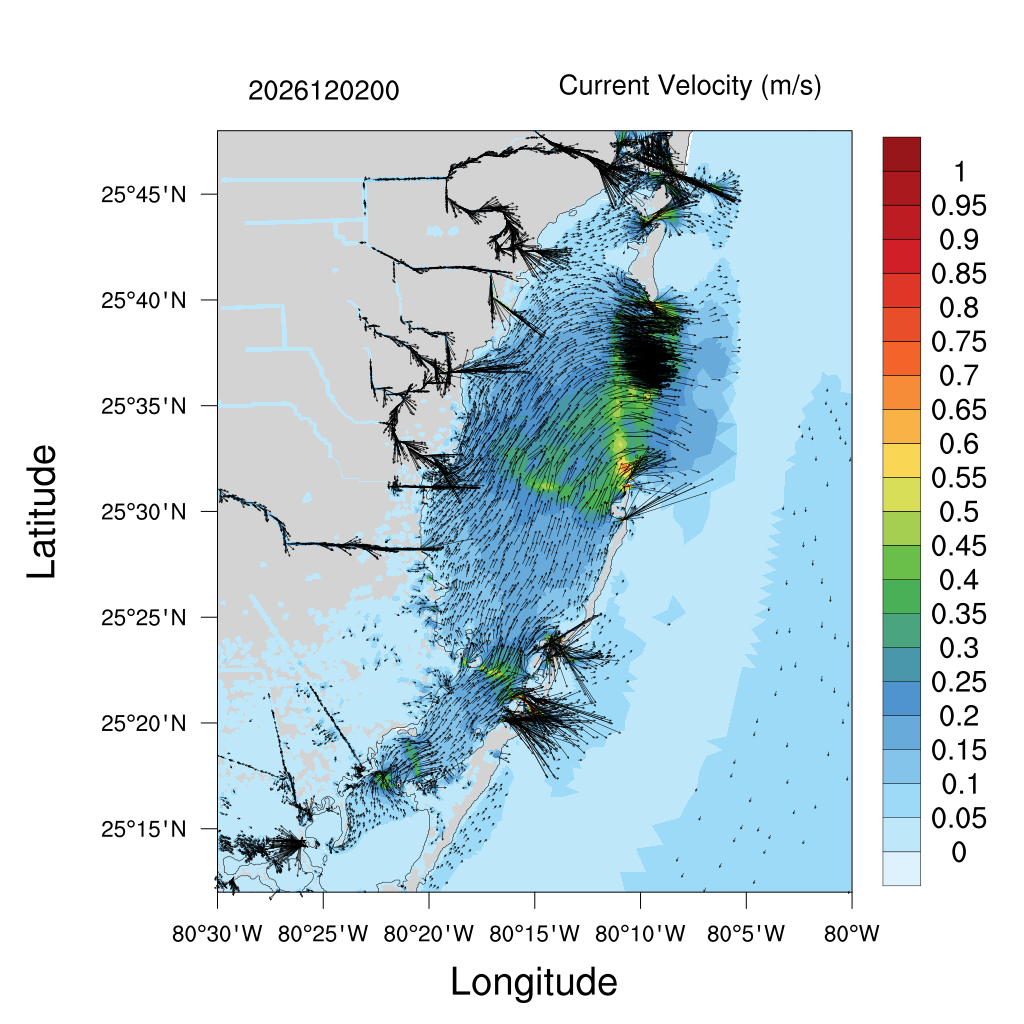 2026120200
Current Velocity (m/s)
Latitude
25°45'N
25°40'N
25°35'N
25°30'N
25°25'N
25°20'N
25°15'N
80°30'W 80°25'W 80°20'W 80°15'W 80°10'W 80°5'W 80°W
Longitude
1
0.95
0.9
0.85
0.8
0.75
0.7
0.65
0.6
0.55
0.5
0.45
0.4
0.35
0.3
0.25
0.2
0.15
0.1
0.05
0